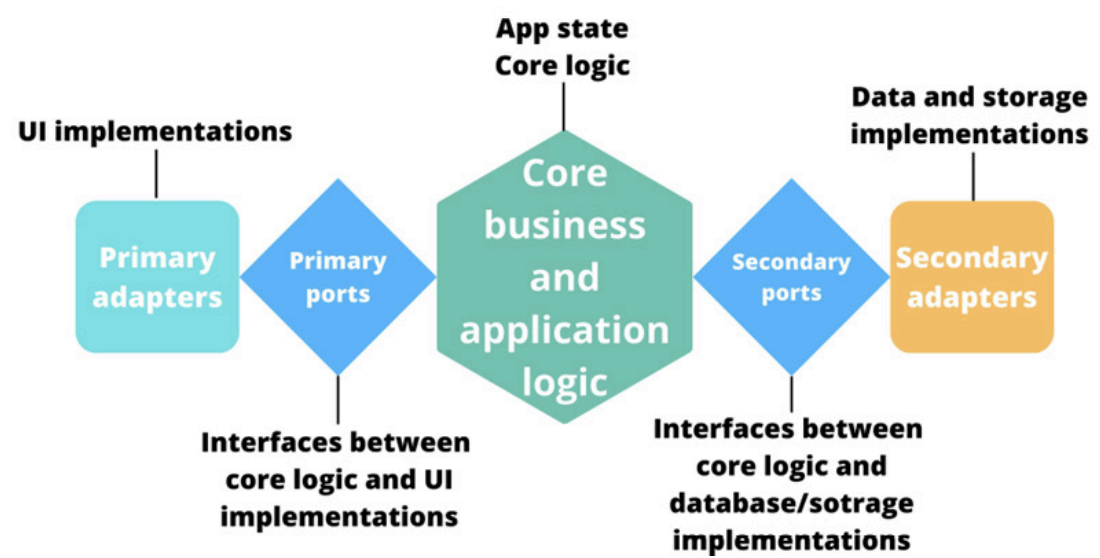 App state
Core logic
UI implementations
Data and storage
implementations
Primary
adapters
Primary
ports
Core
business
and
application
logic
Secondary
ports
Secondary
adapters
Interfaces between
core logic and UI
implementations
Interfaces between
core logic and
database/sotrage
implementations